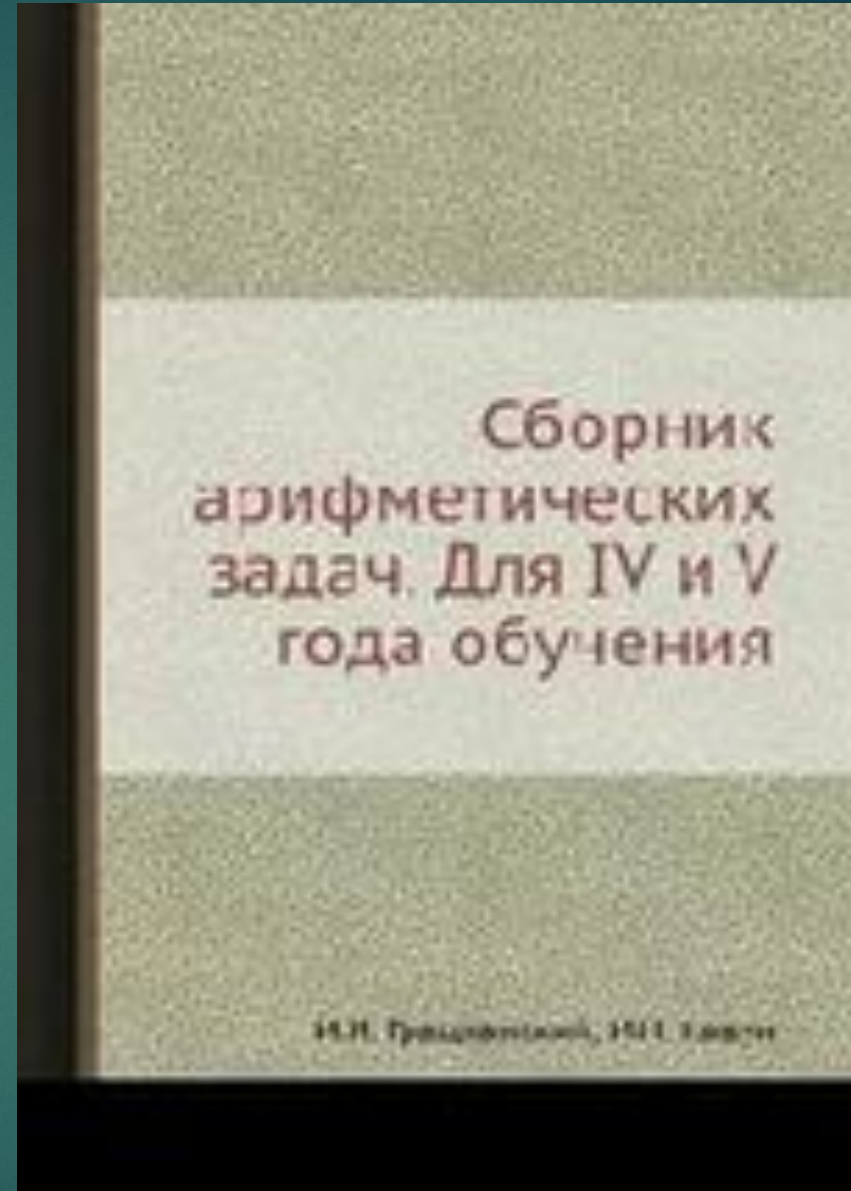 Сборник
арифметических
задач. Для IV и V
года обучения
И.И.